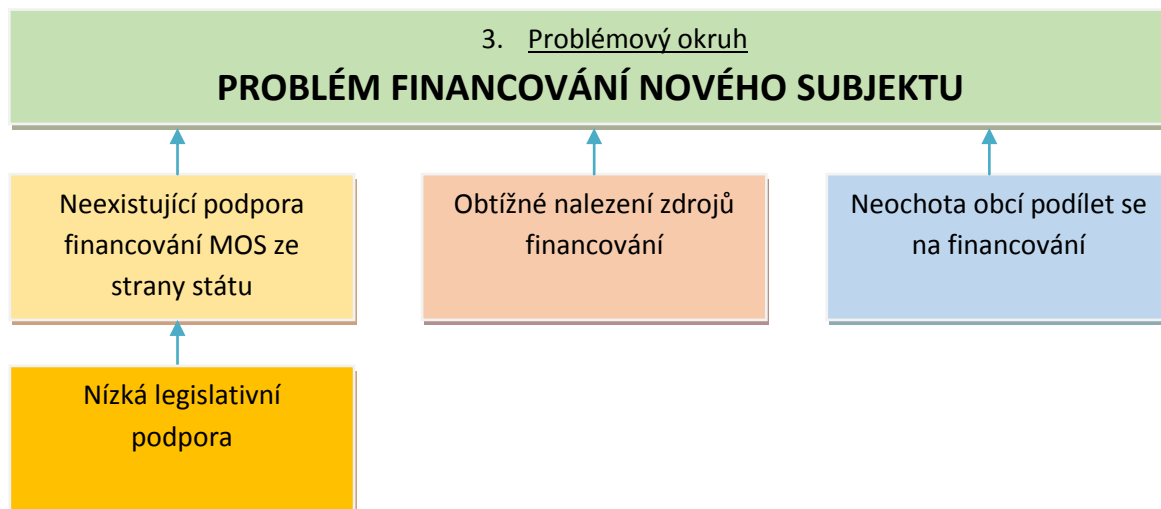 3. Problémový okruh
PROBLÉM FINANCOVÁNÍ NOVÉHO SUBJEKTU
Neexistující podpora
financování MOS ze
strany státu
Obtížné nalezení zdrojů
financování
Neochota obcí podílet se
na financování
Nízká legislativní
podpora